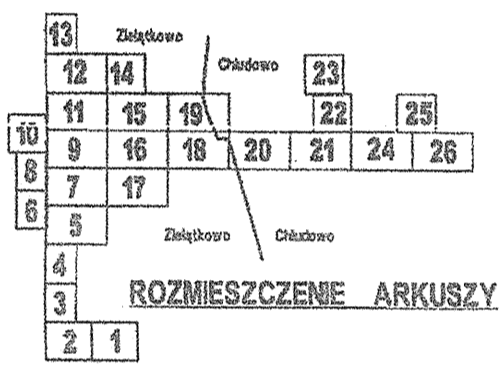 13 Zielątkowo
Chludowo
12 14 23
11 15 19 22 25
10
9 16 18 20 21 24 26
8
7 17
6
5 Zielątkowo Chludowo
4
3 ROZMIESZCZENIE ARKUSZY
2 1